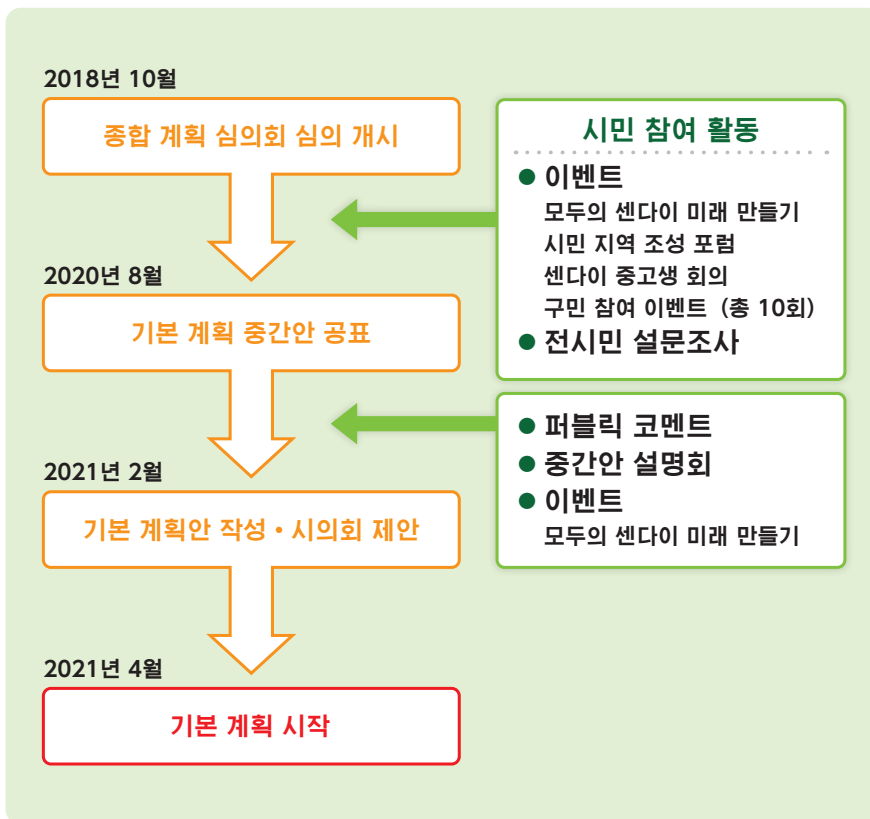 2018년 10월
종합 계획 심의회 심의 개시
시민 참여 활동
● 이벤트
모두의 센다이 미래 만들기
시민 지역 조성 포럼
센다이 중고생 회의
구민 참여 이벤트 (총 10회)
● 전시민 설문조사
2020년 8월
기본 계획 중간안 공표
● 퍼블릭 코멘트
● 중간안 설명회
● 이벤트
모두의 센다이 미래 만들기
2021년 2월
기본 계획안 작성・시의회 제안
2021년 4월
기본 계획 시작